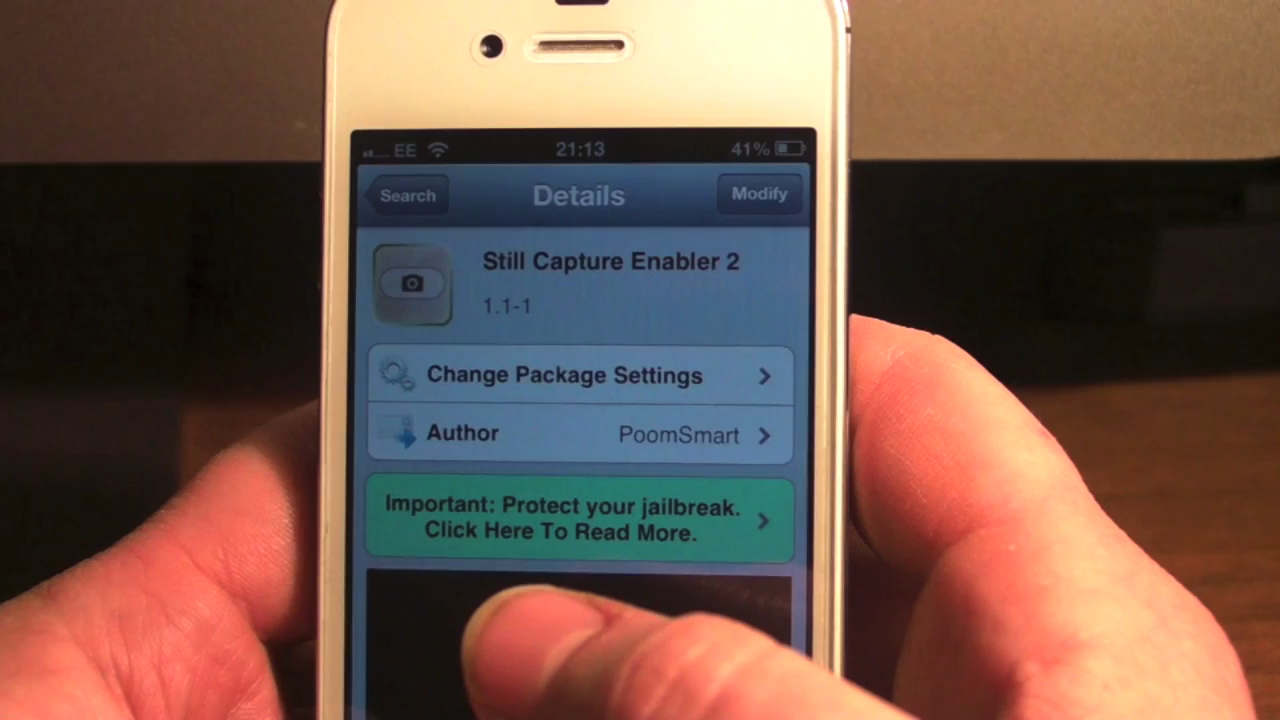 EE 21:13 41%
Search Details Modify
Still Capture Enabler 2
1.1-1
Change Package Settings
Author PoomSmart
Important: Protect your jailbreak.
Click Here To Read More.